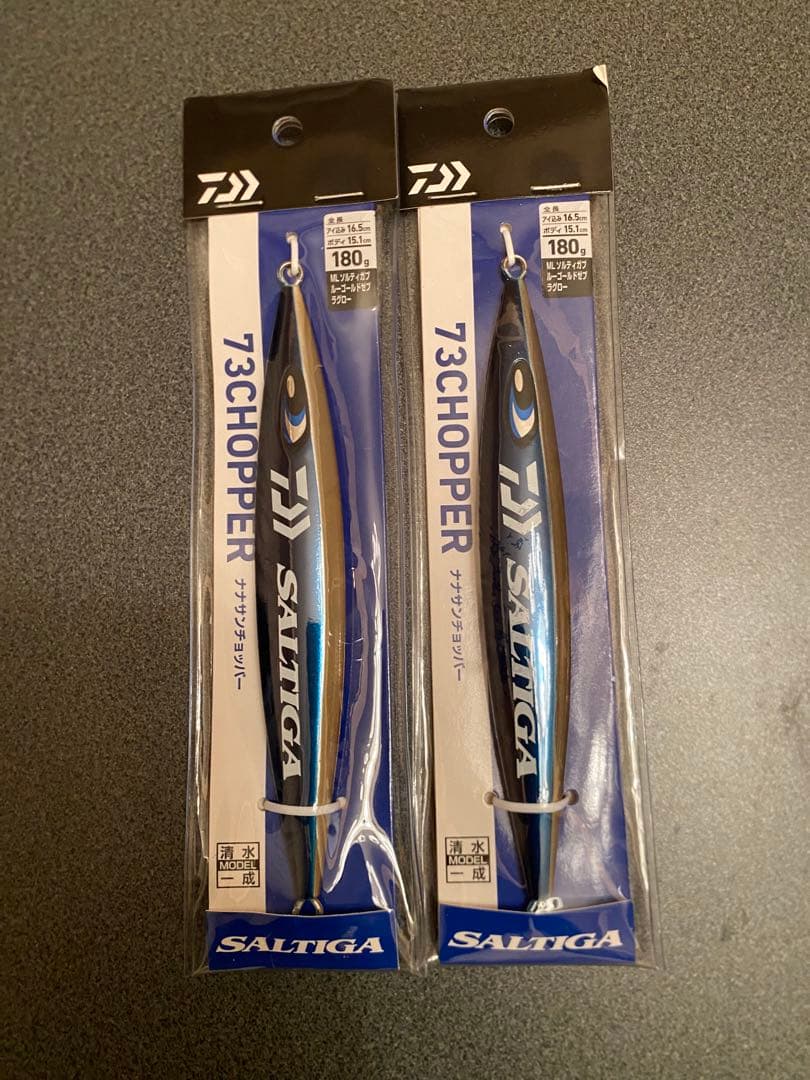 全長
アイ込み 16.5cm
ボディ 15.1cm
180g
MLソルティガブ
ルーゴールドゼブ
ラグロー
73CHOPPER
ナナサンチョッパー
SALTIGA
清水
MODEL
一成
SALTIGA
全長
アイ込み 16.5cm
ボディ 15.1cm
180g
MLソルティガブ
ルーゴールドゼブ
ラグロー
73CHOPPER
ナナサンチョッパー
SALTIGA
清水
MODEL
一成
SALTIGA